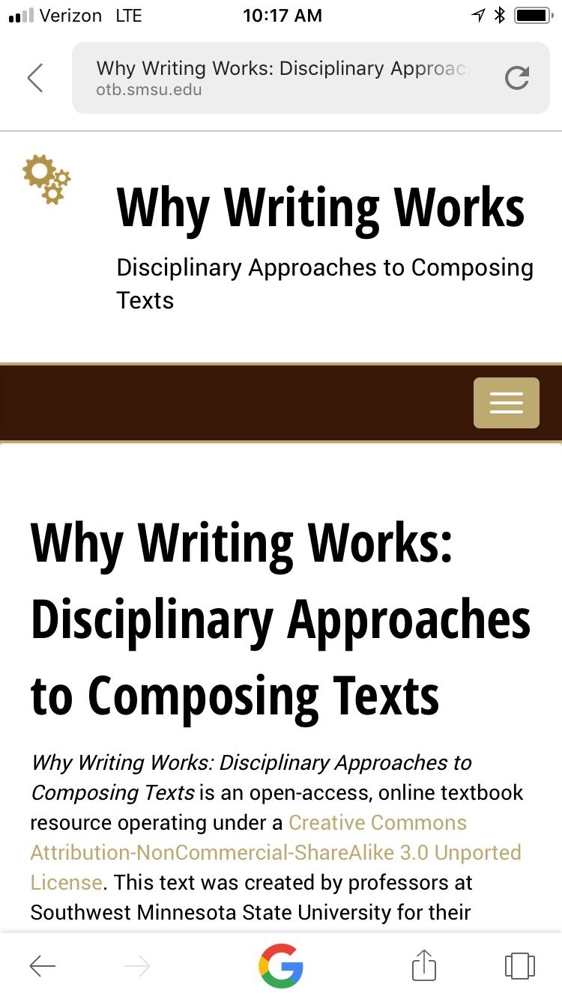 Verizon LTE 10:17 AM
Why Writing Works: Disciplinary Approac
otb.smsu.edu
Why Writing Works
Disciplinary Approaches to Composing
Texts
Why Writing Works:
Disciplinary Approaches
to Composing Texts
Why Writing Works: Disciplinary Approaches to
Composing Texts is an open-access, online textbook
resource operating under a Creative Commons
Attribution-NonCommercial-ShareAlike 3.0 Unported
License. This text was created by professors at
Southwest Minnesota State University for their